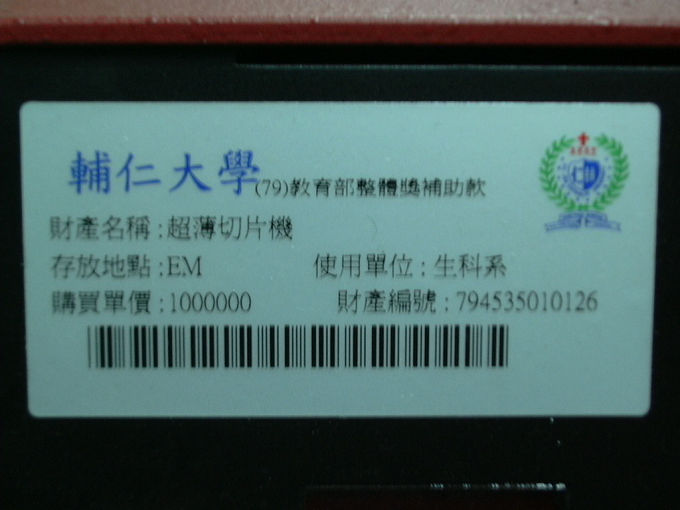 輔仁大學(79)教育部整體獎補助款
財產名稱:超薄切片機
存放地點:EM 使用單位:生科系
購買單價:1000000 財產編號:794535010126